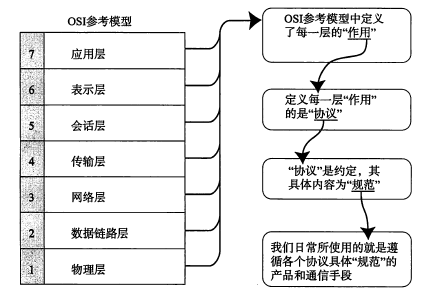 OSI参考模型
7 应用层
6 表示层
5 会话层
4 传输层
3 网络层
2 数据链路层
1 物理层
OSI参考模型中定义
了每一层的“作用”
定义每一层“作用”
的是“协议”
“协议”是约定，其
具体内容为“规范”
我们日常所使用的就是遵
循各个协议具体“规范”的
产品和通信手段